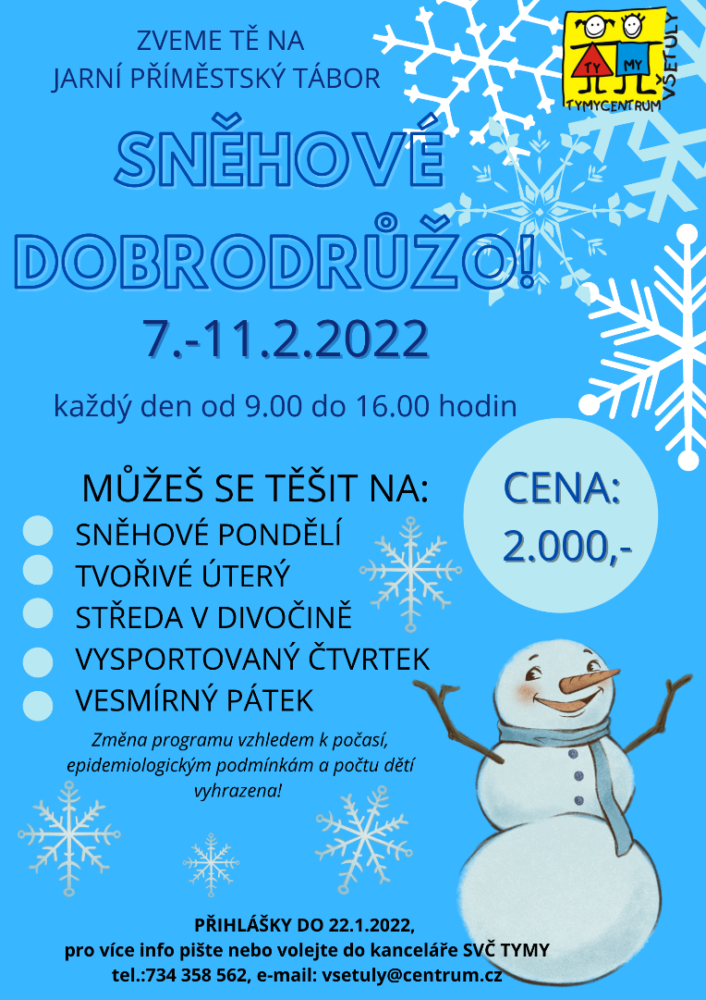 ZVEME TĚ NA
JARNÍ PŘÍMĚSTSKÝ TÁBOR
TY
MY
TYMYCENTRUM
VŠETULY
SNĚHOVÉ
DOBRODRŮŽO!
7.-11.2.2022
každý den od 9.00 do 16.00 hodin
MŮŽEŠ SE TĚŠIT NA:
SNĚHOVÉ PONDĚLÍ
TVOŘIVÉ ÚTERÝ
STŘEDA V DIVOČINĚ
VYSPORTOVANÝ ČTVRTEK
VESMÍRNÝ PÁTEK
CENA:
2.000,-
Změna programu vzhledem k počasí,
epidemiologickým podmínkám a počtu dětí
vyhrazena!
PŘIHLÁŠKY DO 22.1.2022,
pro více info pište nebo volejte do kanceláře SVČ TYMY
tel.:734 358 562, e-mail: vsetuly@centrum.cz